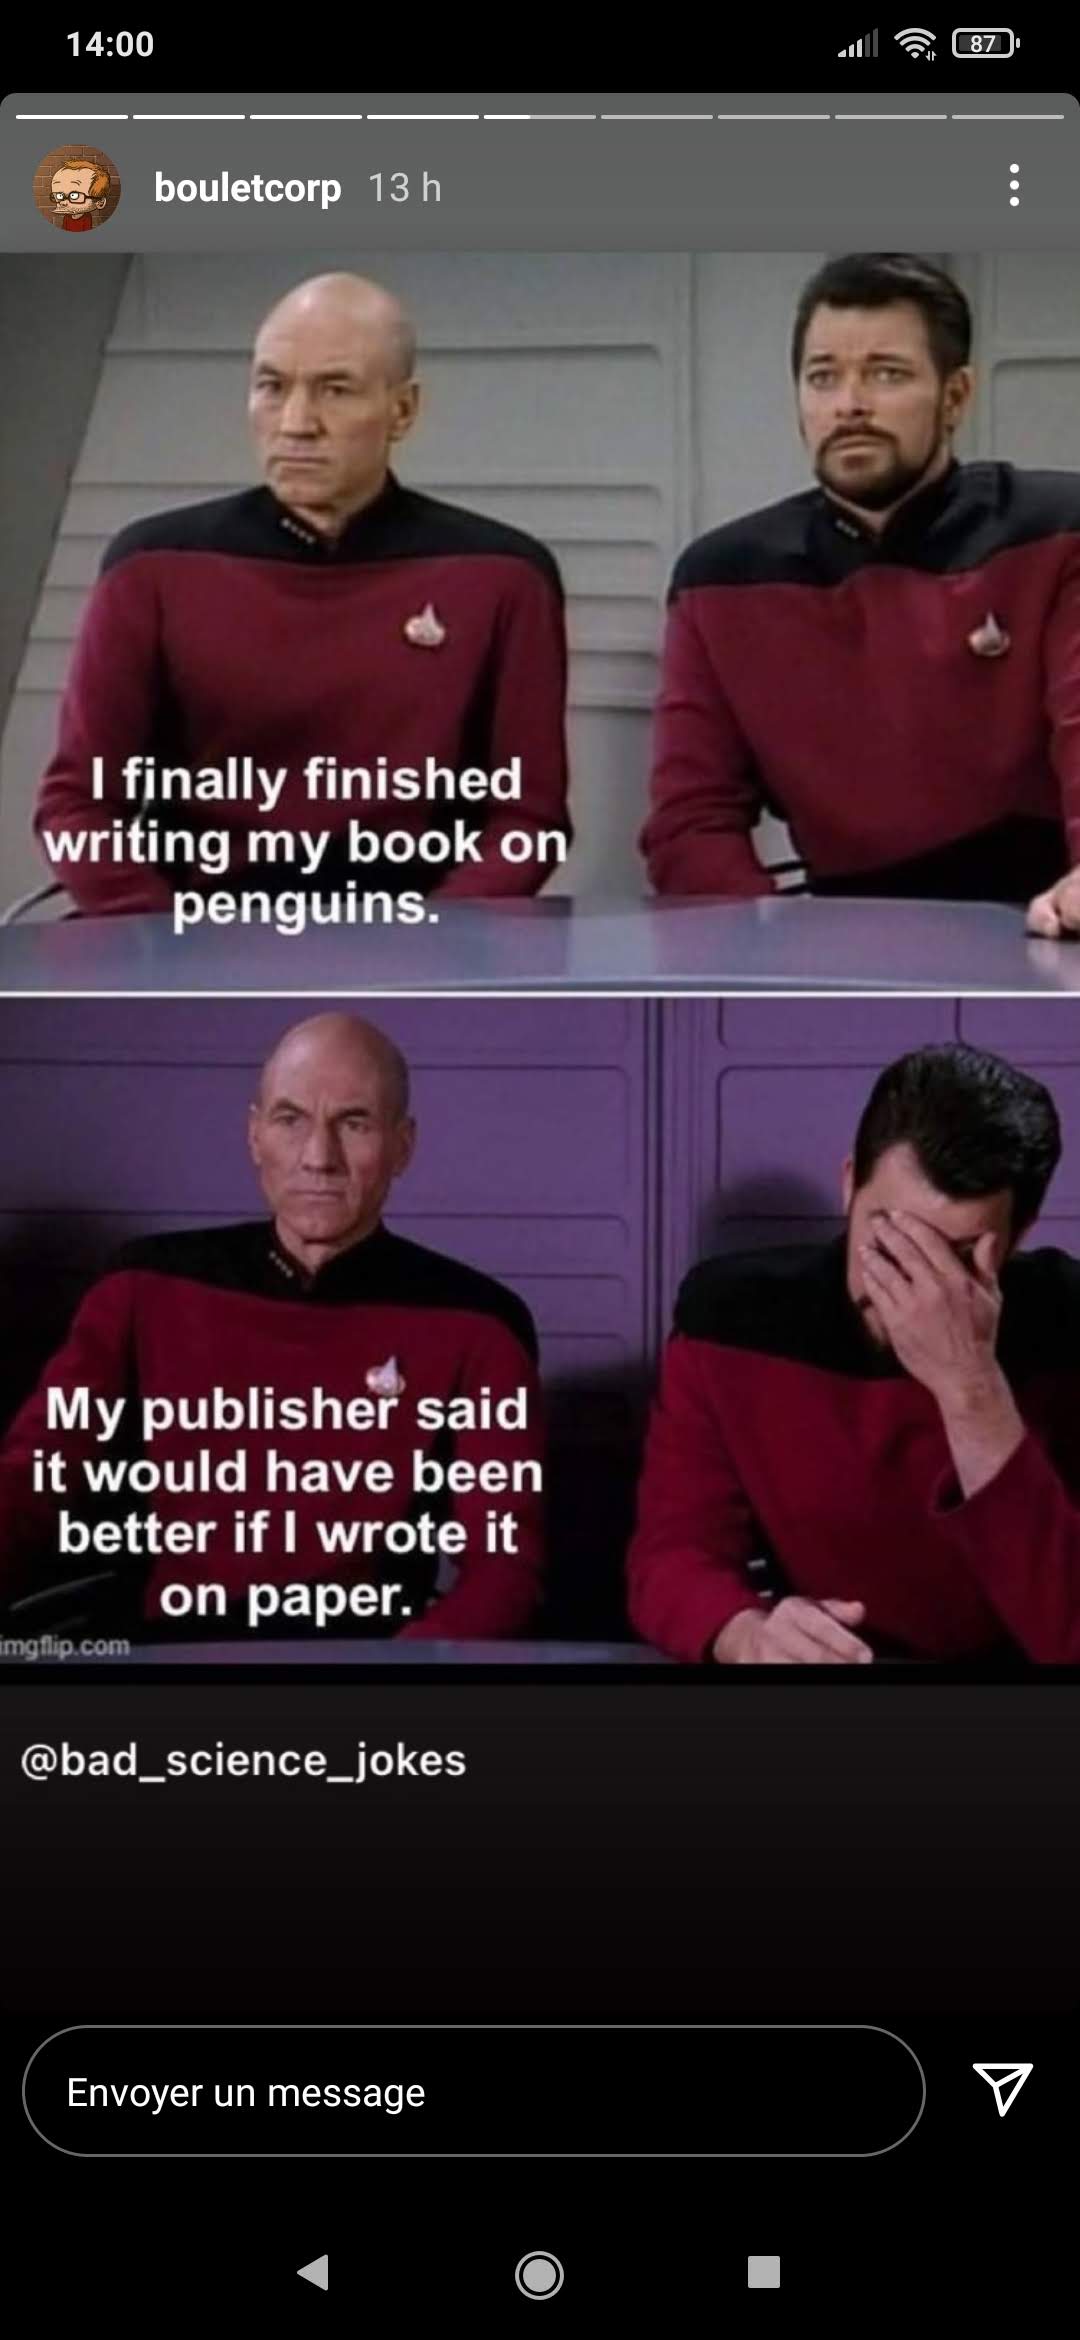 14:00
87
bouletcorp 13 h
I finally finished
writing my book on
penguins.
My publisher said
it would have been
better if I wrote it
on paper.
imgflip.com
@bad_science_jokes
Envoyer un message